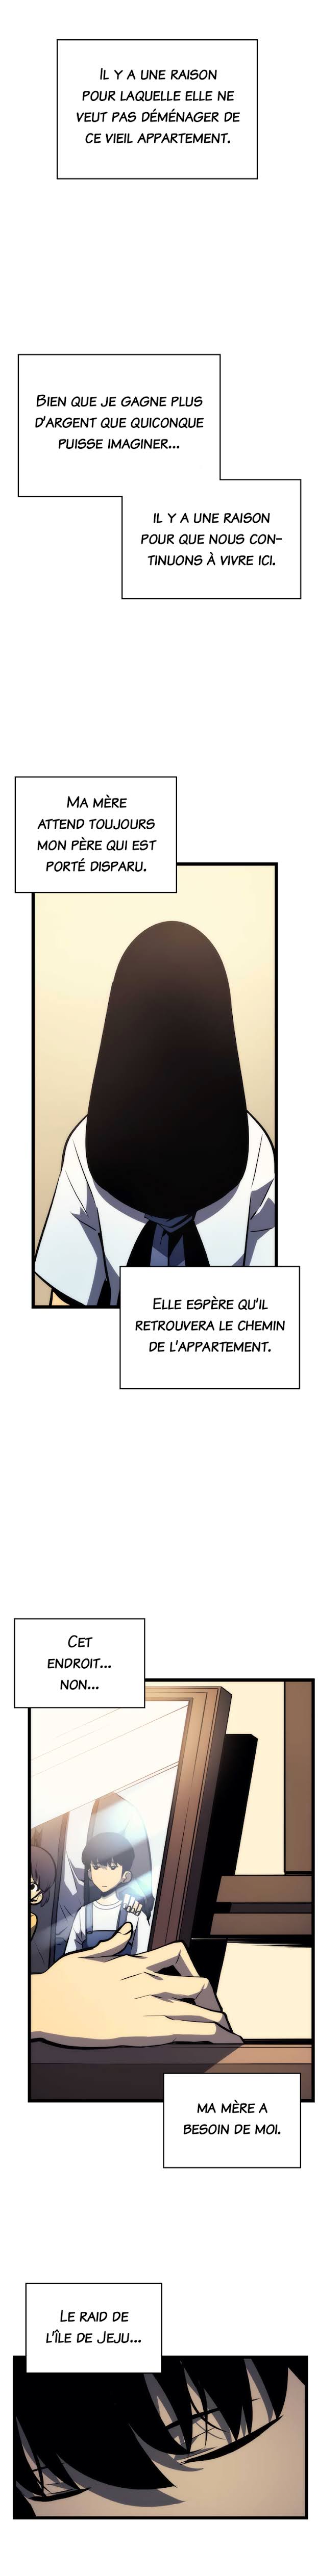 Il y a une raison
pour laquelle elle ne
veut pas déménager de
ce vieil appartement.
Bien que je gagne plus
d'argent que quiconque
puisse imaginer...
il y a une raison
pour que nous con-
tinuons à vivre ici.
Ma mère
attend toujours
mon père qui est
porté disparu.
Elle espère qu'il
retrouvera le chemin
de l'appartement.
Cet
endroit...
non...
ma mère a
besoin de moi.
Le raid de
l'île de Jeju...